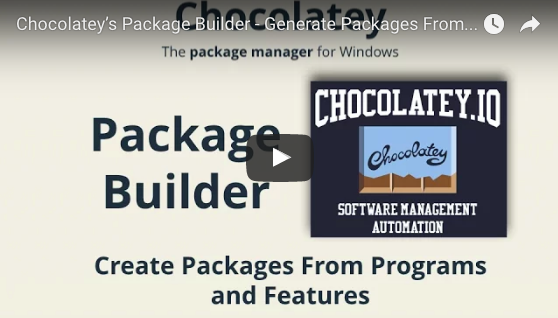 Chocolatey’s Package Builder - Generate Packages From...
Chocolatey
The package manager for Windows
Package
Builder
CHOCOLATEY.IO
Chocolatey
SOFTWARE MANAGEMENT
AUTOMATION
Create Packages From Programs
and Features